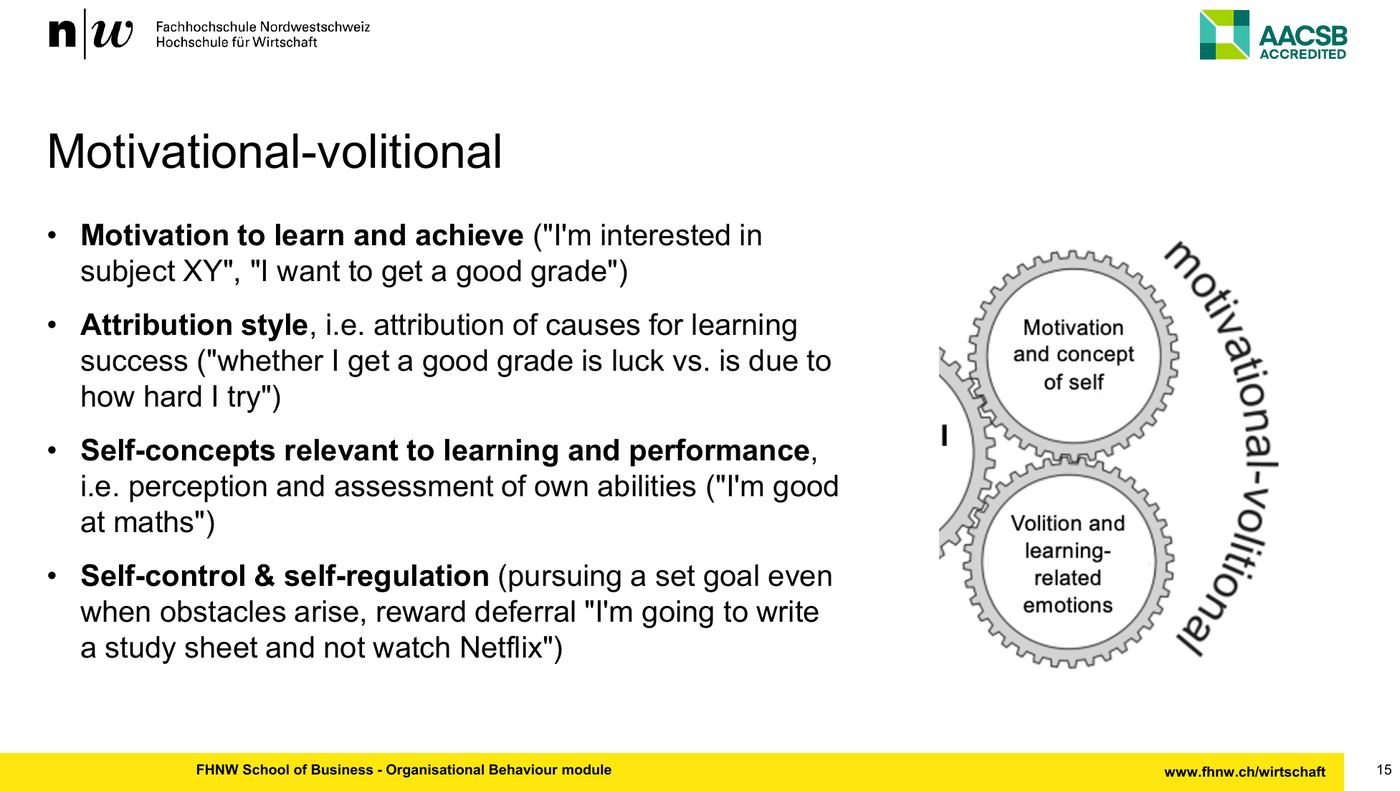 n|w Fachhochschule Nordwestschweiz
Hochschule für Wirtschaft
AACSB
ACCREDITED
Motivational-volitional
• Motivation to learn and achieve ("I'm interested in
subject XY", "I want to get a good grade")
• Attribution style, i.e. attribution of causes for learning
success ("whether I get a good grade is luck vs. is due to
how hard I try")
• Self-concepts relevant to learning and performance,
i.e. perception and assessment of own abilities ("I'm good
at maths")
• Self-control & self-regulation (pursuing a set goal even
when obstacles arise, reward deferral "I'm going to write
a study sheet and not watch Netflix")
l
Motivation
and concept
of self
Volition and
learning-
related
emotions
motivational-volitional
FHNW School of Business - Organisational Behaviour module
www.fhnw.ch/wirtschaft
15